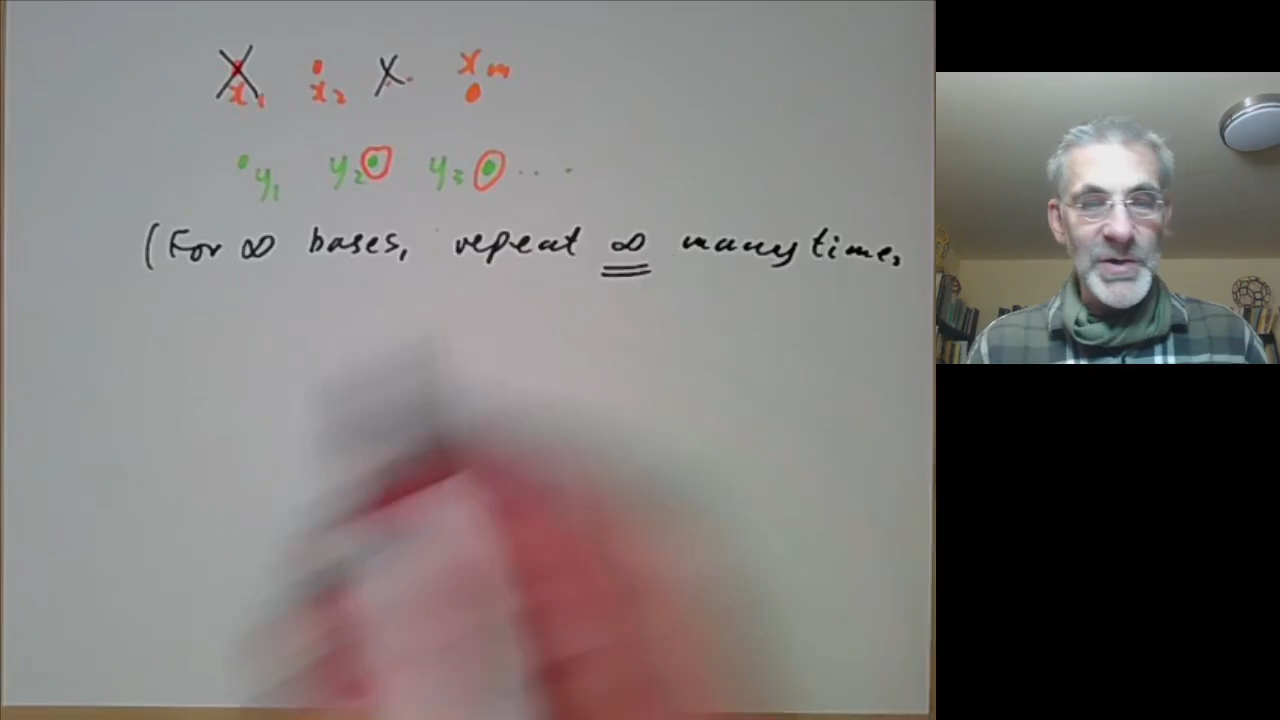 x₁ x₂ xₘ
y₁ y₂ y₃ ...
(For ∞ bases, repeat ∞ many times